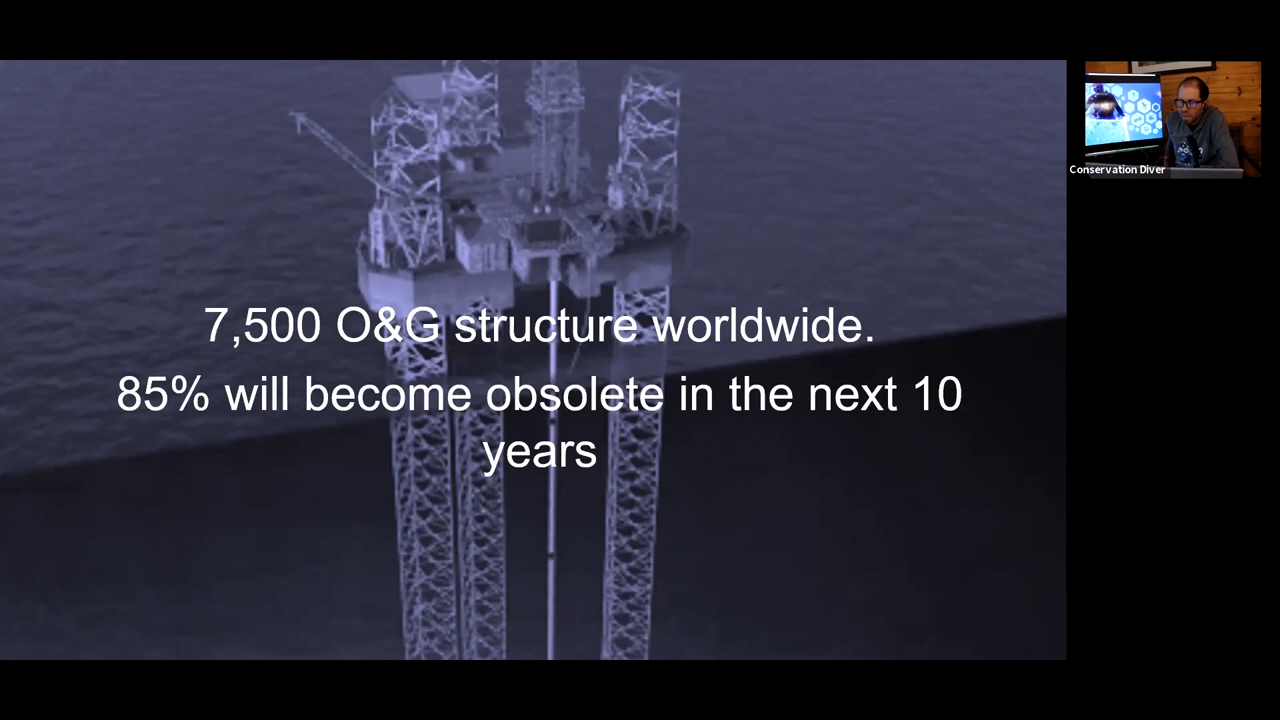 7,500 O&G structure worldwide.
85% will become obsolete in the next 10
years
Conservation Diver